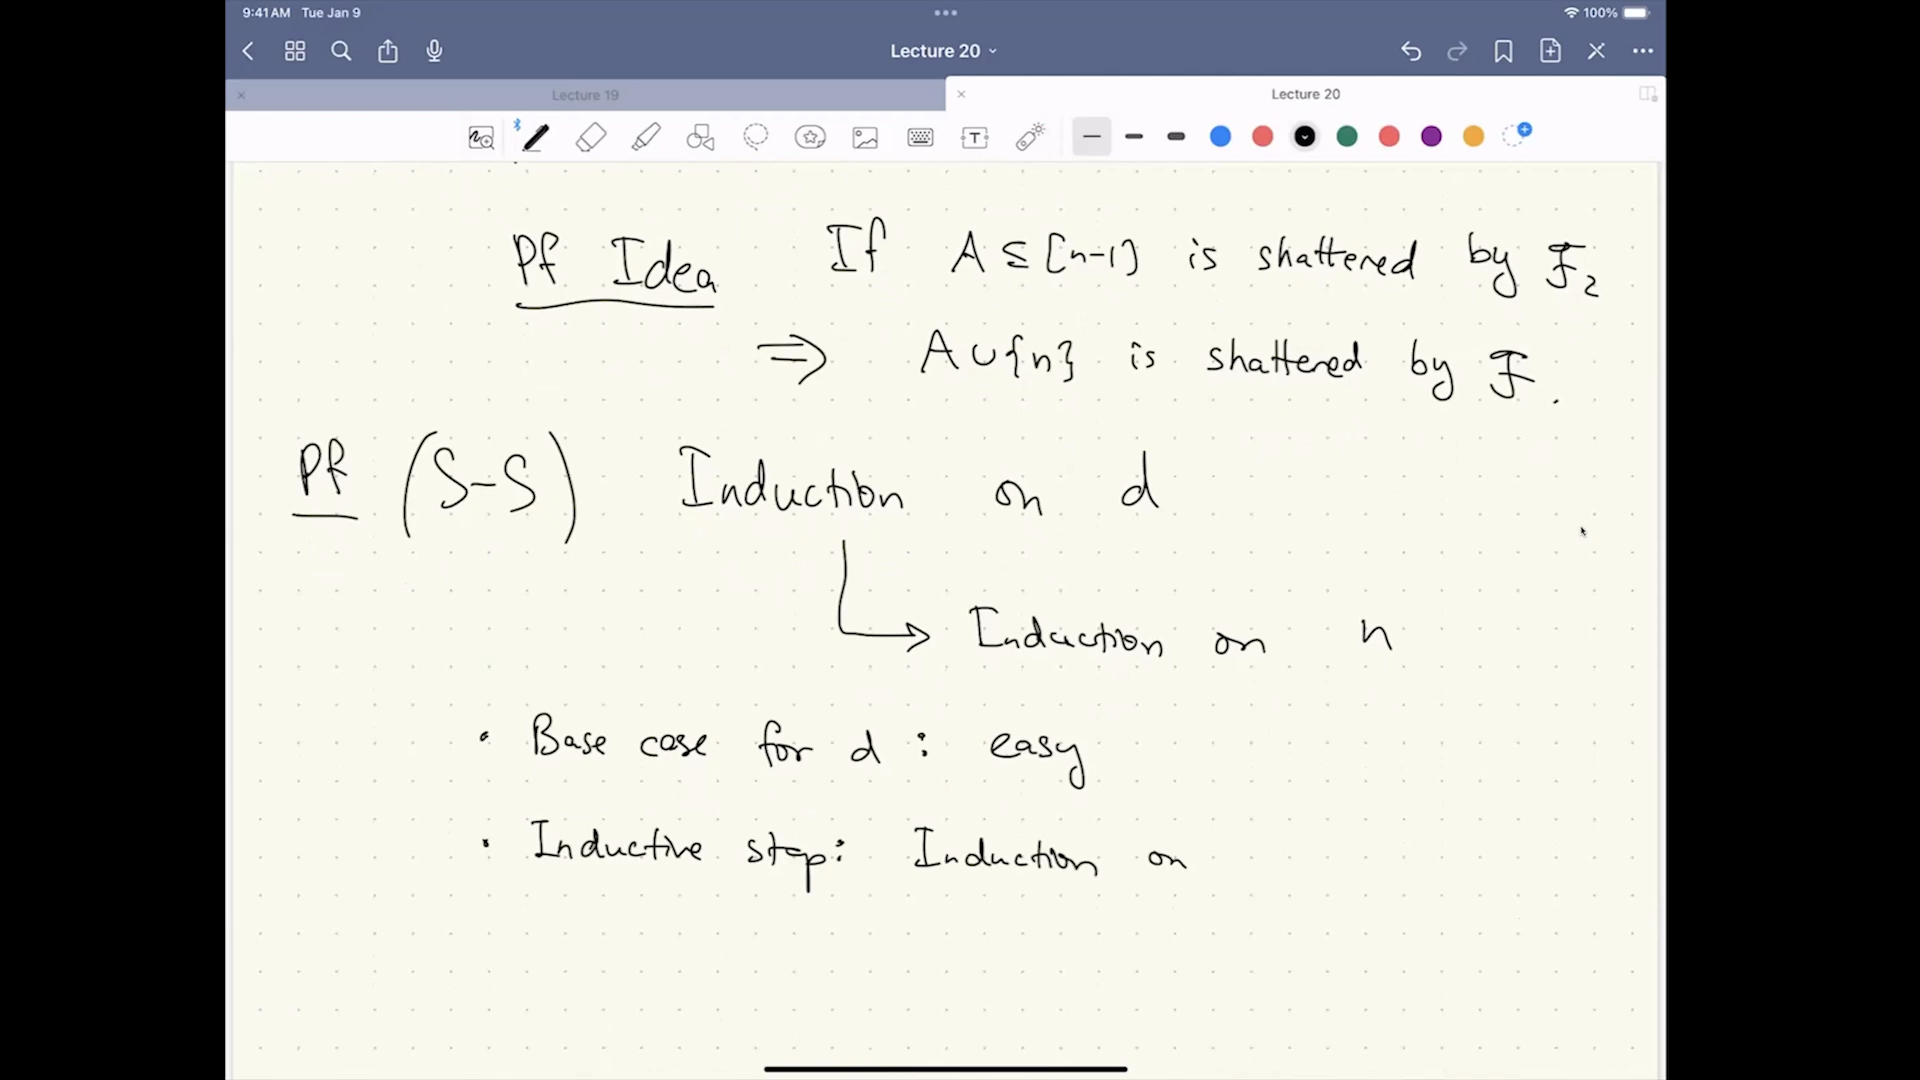 9:41 AM Tue Jan 9
100%
Lecture 20
Lecture 19
Lecture 20
Pf Idea If A ⊆ [n-1] is shattered by ℱ₂
⇒ A ∪ {n} is shattered by ℱ.
Pf (S-S) Induction on d
Induction on n
• Base case for d : easy
• Inductive step: Induction on